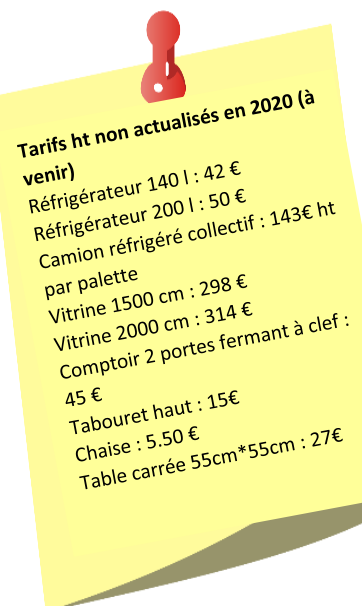 Tarifs ht non actualisés en 2020 (à
venir)
Réfrigérateur 140 l : 42 €
Réfrigérateur 200 l : 50 €
Camion réfrigéré collectif : 143€ ht
par palette
Vitrine 1500 cm : 298 €
Vitrine 2000 cm : 314 €
Comptoir 2 portes fermant à clef :
45 €
Tabouret haut : 15€
Chaise : 5.50 €
Table carrée 55cm*55cm : 27€